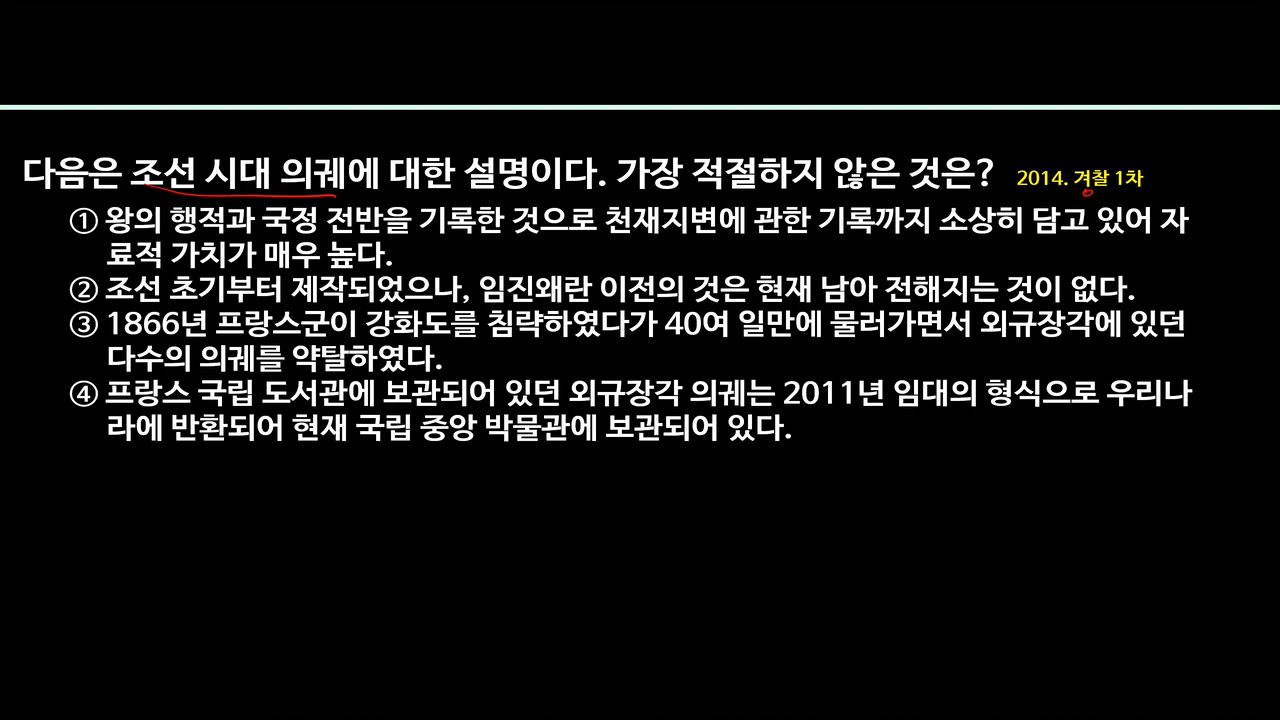 다음은 조선 시대 의궤에 대한 설명이다. 가장 적절하지 않은 것은? 2014. 겨찰 1차
① 왕의 행적과 국정 전반을 기록한 것으로 천재지변에 관한 기록까지 소상히 담고 있어 자
료적 가치가 매우 높다.
② 조선 초기부터 제작되었으나, 임진왜란 이전의 것은 현재 남아 전해지는 것이 없다.
③ 1866년 프랑스군이 강화도를 침략하였다가 40여 일만에 물러가면서 외규장각에 있던
다수의 의궤를 약탈하였다.
④ 프랑스 국립 도서관에 보관되어 있던 외규장각 의궤는 2011년 임대의 형식으로 우리나
라에 반환되어 현재 국립 중앙 박물관에 보관되어 있다.